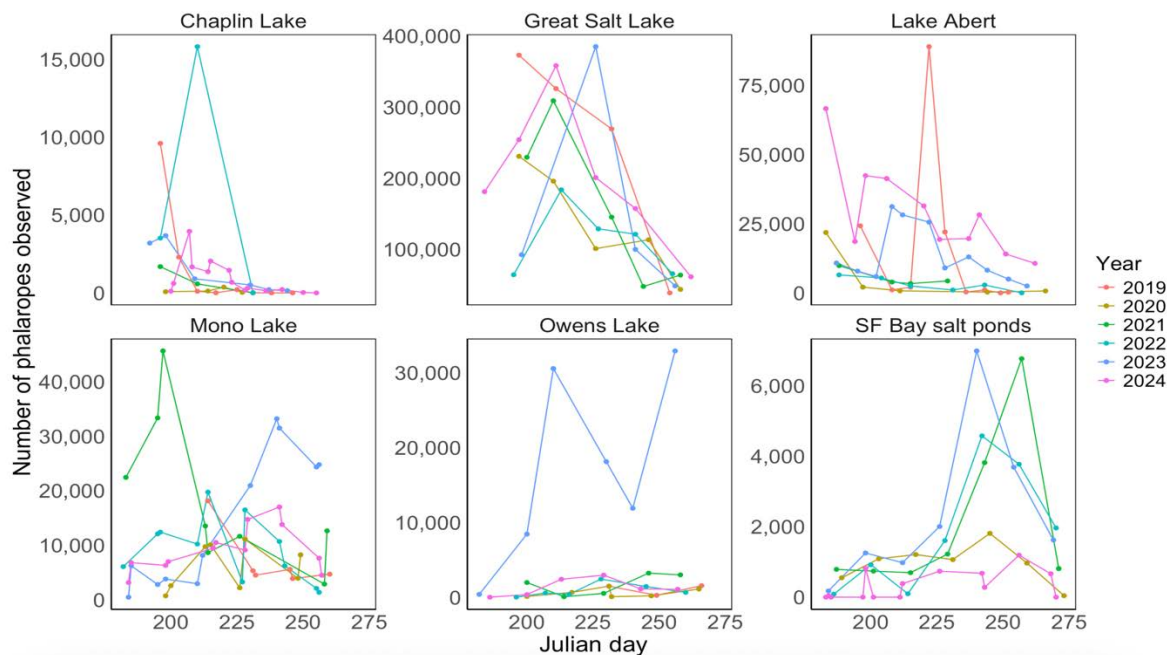 Chaplin Lake
Great Salt Lake
Lake Abert
Number of phalaropes observed
15,000
10,000
5,000
0
400,000
300,000
200,000
100,000
75,000
50,000
25,000
0
Mono Lake
Owens Lake
SF Bay salt ponds
40,000
30,000
20,000
10,000
0
30,000
20,000
10,000
0
6,000
4,000
2,000
0
200 225 250 275
200 225 250 275
200 225 250 275
Julian day
Year
2019
2020
2021
2022
2023
2024